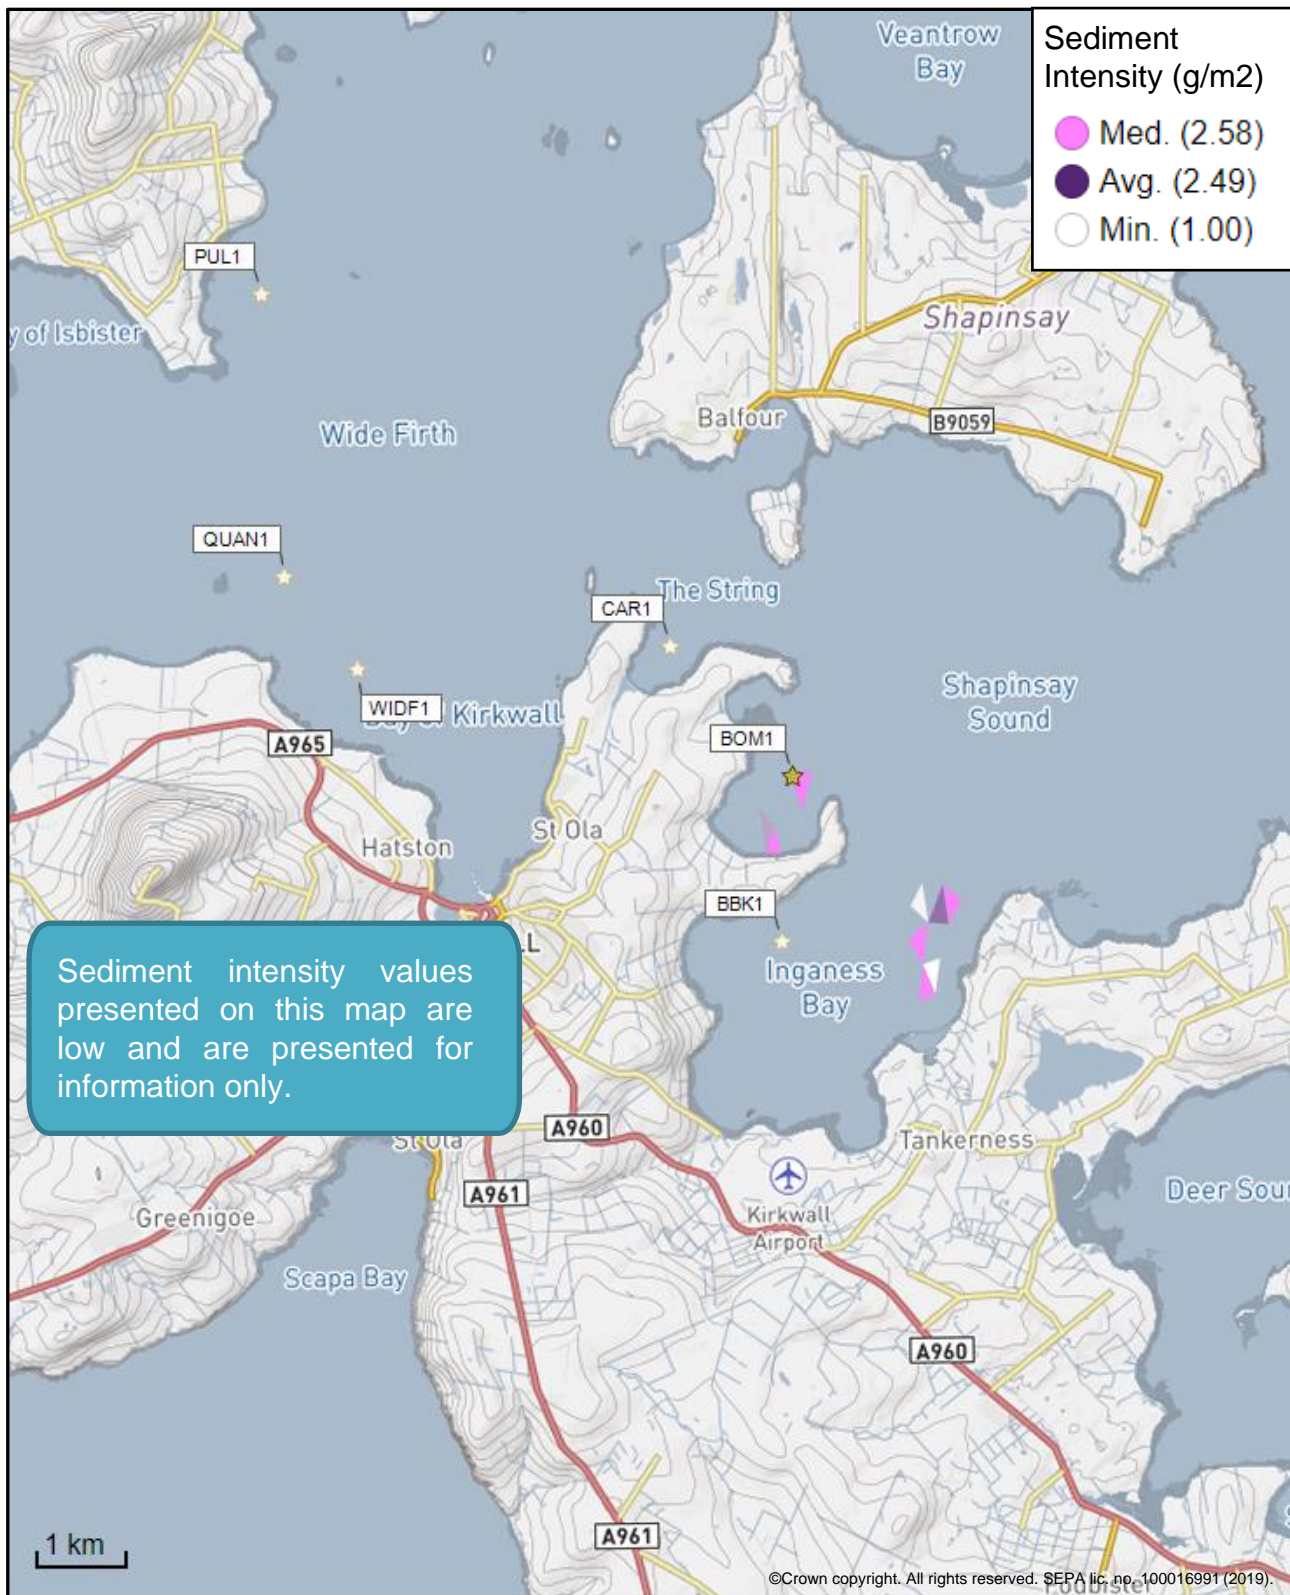 Veantrow
Bay
Sediment
Intensity (g/m2)
Med. (2.58)
Avg. (2.49)
Min. (1.00)
PUL1
y of Isbister
Shapinsay
Wide Firth
Balfour
B9059
QUAN1
The String
CAR1
WIDF1
Kirkwall
Shapinsay
Sound
A965
BOM1
St Ola
Hatston
BBK1
LL
Inganess
Bay
Sediment intensity values
presented on this map are
low and are presented for
information only.
A960
St Ola
Tankerness
A961
Deer Sou
Greenigoe
Kirkwall
Airport
Scapa Bay
A960
A961
1 km
©Crown copyright. All rights reserved. SEPA lic. no. 100016991 (2019).